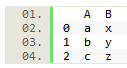 01.    A  B
02. 0  a  x
03. 1  b  y
04. 2  c  z